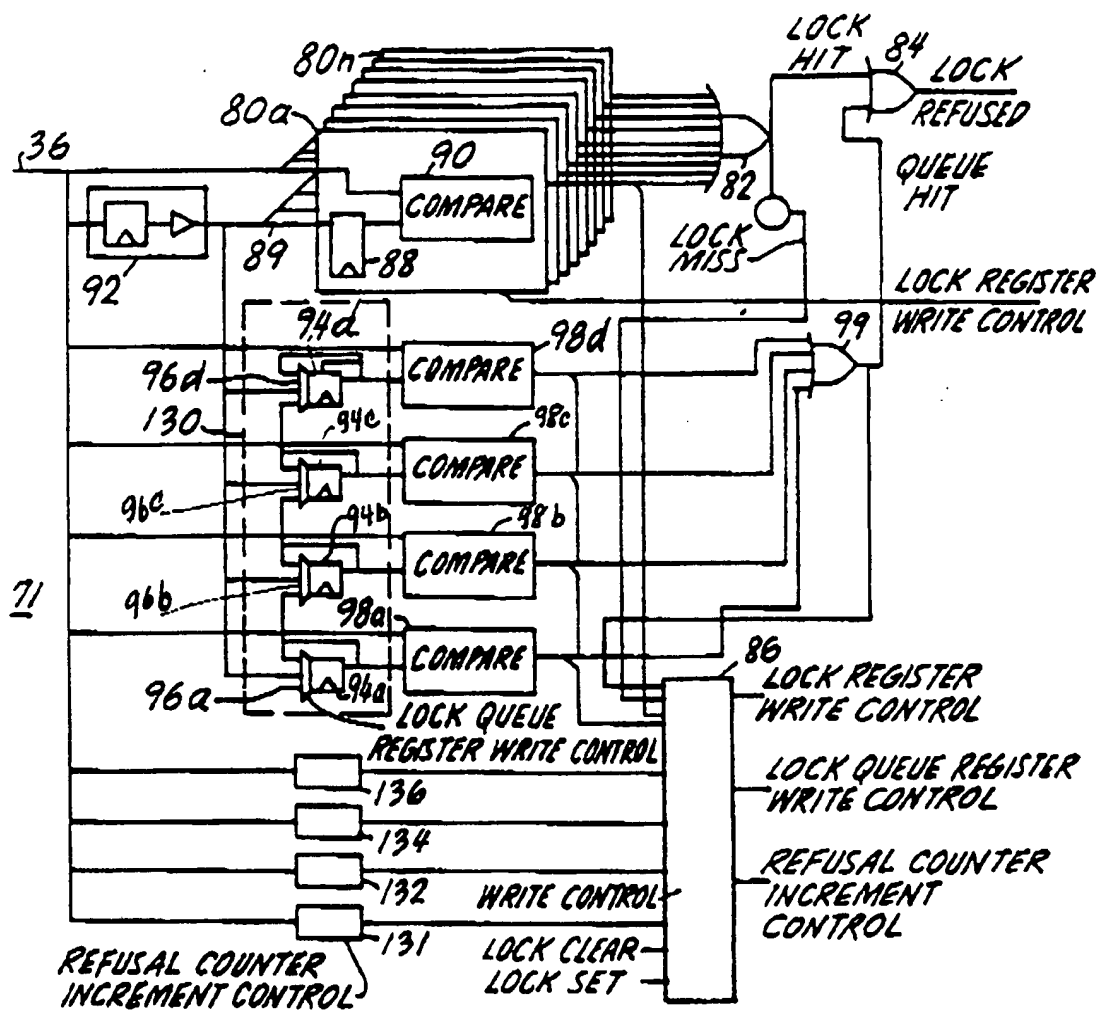 80n
80a
36
90
COMPARE
LOCK
HIT
84
LOCK
REFUSED
82
QUEUE
HIT
LOCK
MISS
92
89
88
LOCK REGISTER
WRITE CONTROL
94d
98d
COMPARE
99
96d
130
94c
98c
COMPARE
96c
94b
98b
COMPARE
96b
71
98a
COMPARE
86
96a
94a
LOCK QUEUE
REGISTER WRITE CONTROL
LOCK REGISTER
WRITE CONTROL
136
LOCK QUEUE REGISTER
WRITE CONTROL
134
132
WRITE CONTROL
REFUSAL COUNTER
INCREMENT
CONTROL
131
REFUSAL COUNTER
INCREMENT CONTROL
LOCK CLEAR
LOCK SET